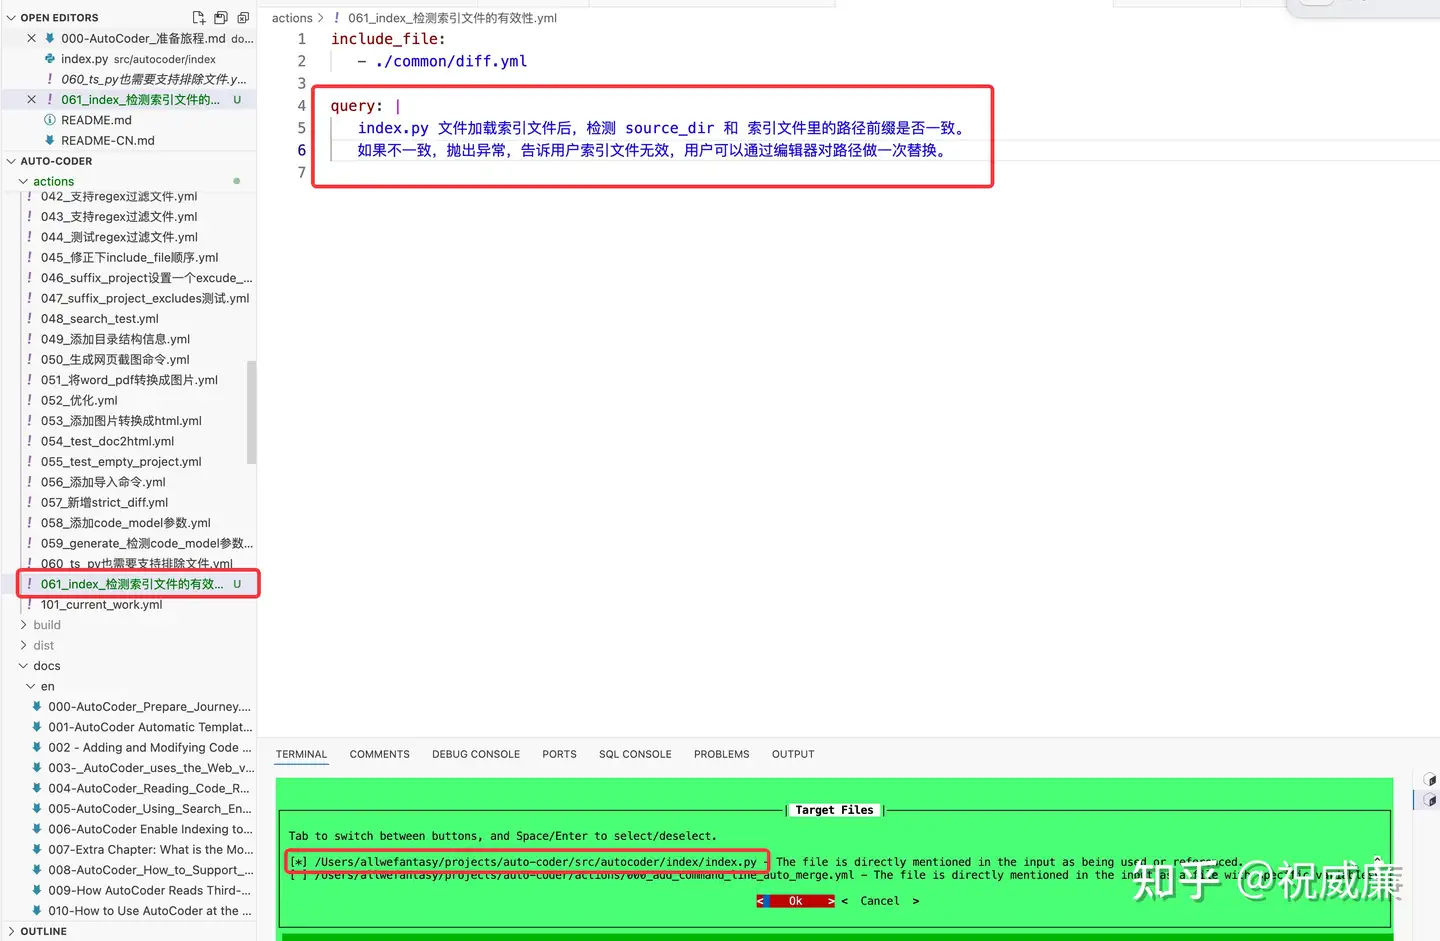 OPEN EDITORS
000-AutoCoder_准备旅程.md do...
index.py src/autocoder/index
060_ts_py也需要支持排除文件.y...
061_index_检测索引文件的... U
README.md
README-CN.md
AUTO-CODER
actions
042_支持regex过滤文件.yml
043_支持regex过滤文件.yml
044_测试regex过滤文件.yml
045_修正下include_file顺序.yml
046_suffix_project设置一个excude_...
047_suffix_project_excludes测试.yml
048_search_test.yml
049_添加目录结构信息.yml
050_生成网页截图命令.yml
051_将word_pdf转换成图片.yml
052_优化.yml
053_添加图片转换成html.yml
054_test_doc2html.yml
055_test_empty_project.yml
056_添加导入命令.yml
057_新增strict_diff.yml
058_添加code_model参数.yml
059_generate_检测code_model参数...
060_ts_py也需要支持排除文件.yml
061_index_检测索引文件的有效... U
101_current_work.yml
build
dist
docs
en
000-AutoCoder_Prepare_Journey....
001-AutoCoder Automatic Templat...
002 - Adding and Modifying Code ...
003-_AutoCoder_uses_the_Web_v...
004-AutoCoder_Reading_Code_R...
005-AutoCoder_Using_Search_En...
006-AutoCoder Enable Indexing to...
007-Extra Chapter: What is the Mo...
008-AutoCoder_How_to_Support_...
009-How AutoCoder Reads Third-...
010-How to Use AutoCoder at the ...
OUTLINE
actions > ! 061_index_检测索引文件的有效性.yml
1 include_file:
2 - ./common/diff.yml
3
4 query: |
5 index.py 文件加载索引文件后，检测 source_dir 和 索引文件里的路径前缀是否一致。
6 如果不一致，抛出异常，告诉用户索引文件无效，用户可以通过编辑器对路径做一次替换。
7
TERMINAL COMMENTS DEBUG CONSOLE PORTS SQL CONSOLE PROBLEMS OUTPUT
Target Files
Tab to switch between buttons, and Space/Enter to select/deselect.
[*] /Users/allwefantasy/projects/auto-coder/src/autocoder/index/index.py - The file is directly mentioned in the input as being used or referenced.
[ ] /Users/allwefantasy/projects/auto-coder/actions/000_add_command_line_auto_merge.yml - The file is directly mentioned in the input as a file with specific variable
< Ok > < Cancel >
知乎 @祝威廉